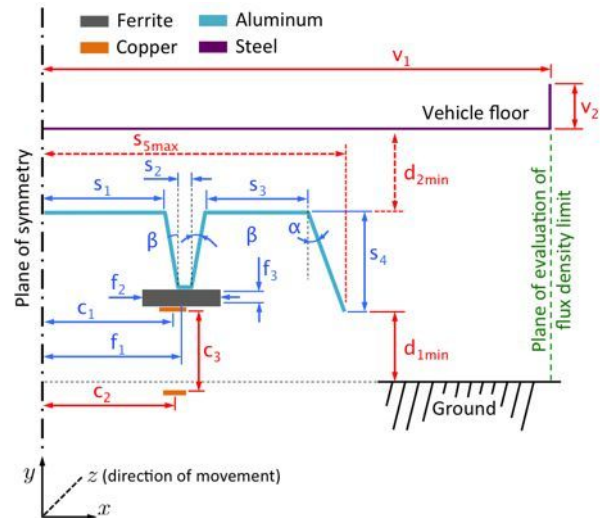 Ferrite
Aluminum
Copper
Steel
v₁
Vehicle floor
v₂
s₅ₘₐₓ
s₂
d₂ₘᵢₙ
s₁
s₃
Plane of symmetry
β
β
α
s₄
f₂
f₃
c₁
f₁
c₃
d₁ₘᵢₙ
c₂
Ground
Plane of evaluation of
flux density limit
y
z (direction of movement)
x